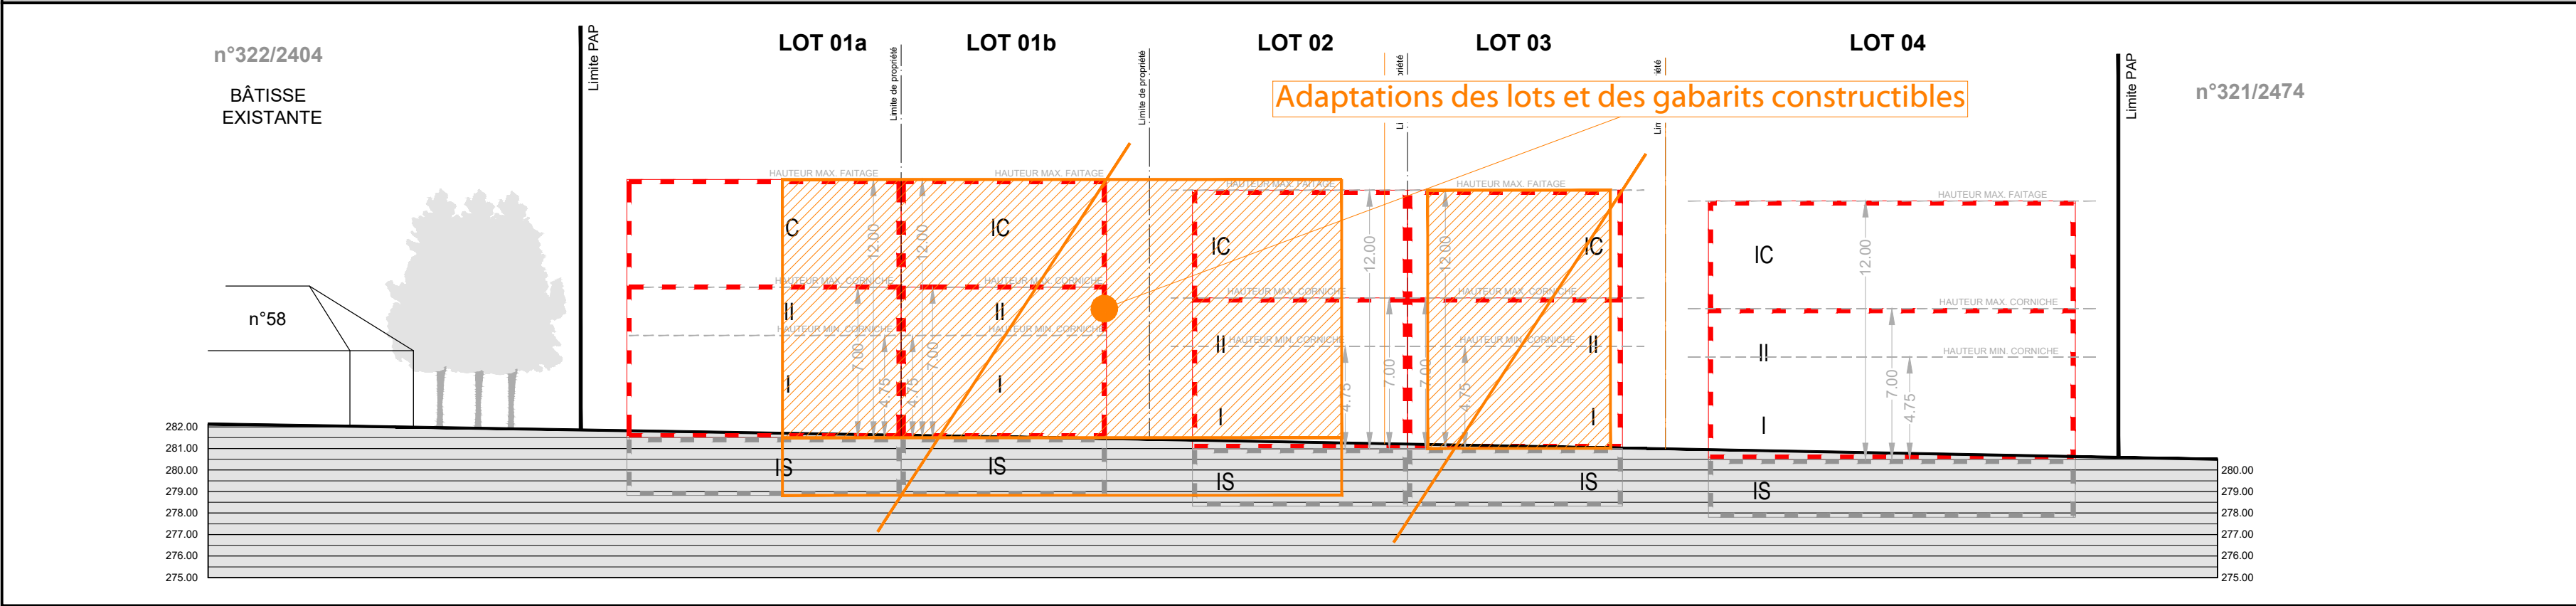 n°322/2404
BÂTISSE
EXISTANTE
Limite PAP
LOT 01a
Limite de propriété
LOT 01b
Limite de propriété
LOT 02
LOT 03
LOT 04
Limite PAP
n°321/2474
Adaptations des lots et des gabarits constructibles
HAUTEUR MAX. FAITAGE
HAUTEUR MAX. FAITAGE
HAUTEUR MAX. FAITAGE
HAUTEUR MAX. FAITAGE
HAUTEUR MAX. FAITAGE
C
IC
IC
IC
IC
12.00
12.00
12.00
12.00
12.00
HAUTEUR MAX. CORNICHE
HAUTEUR MAX. CORNICHE
HAUTEUR MAX. CORNICHE
HAUTEUR MAX. CORNICHE
HAUTEUR MAX. CORNICHE
n°58
II
II
II
II
II
HAUTEUR MIN. CORNICHE
HAUTEUR MIN. CORNICHE
HAUTEUR MIN. CORNICHE
HAUTEUR MIN. CORNICHE
HAUTEUR MIN. CORNICHE
7.00
4.75
4.75
7.00
4.75
7.00
7.00
4.75
7.00
4.75
I
I
I
I
I
IS
IS
IS
IS
IS
282.00
281.00
280.00
279.00
278.00
277.00
276.00
275.00
280.00
279.00
278.00
277.00
276.00
275.00